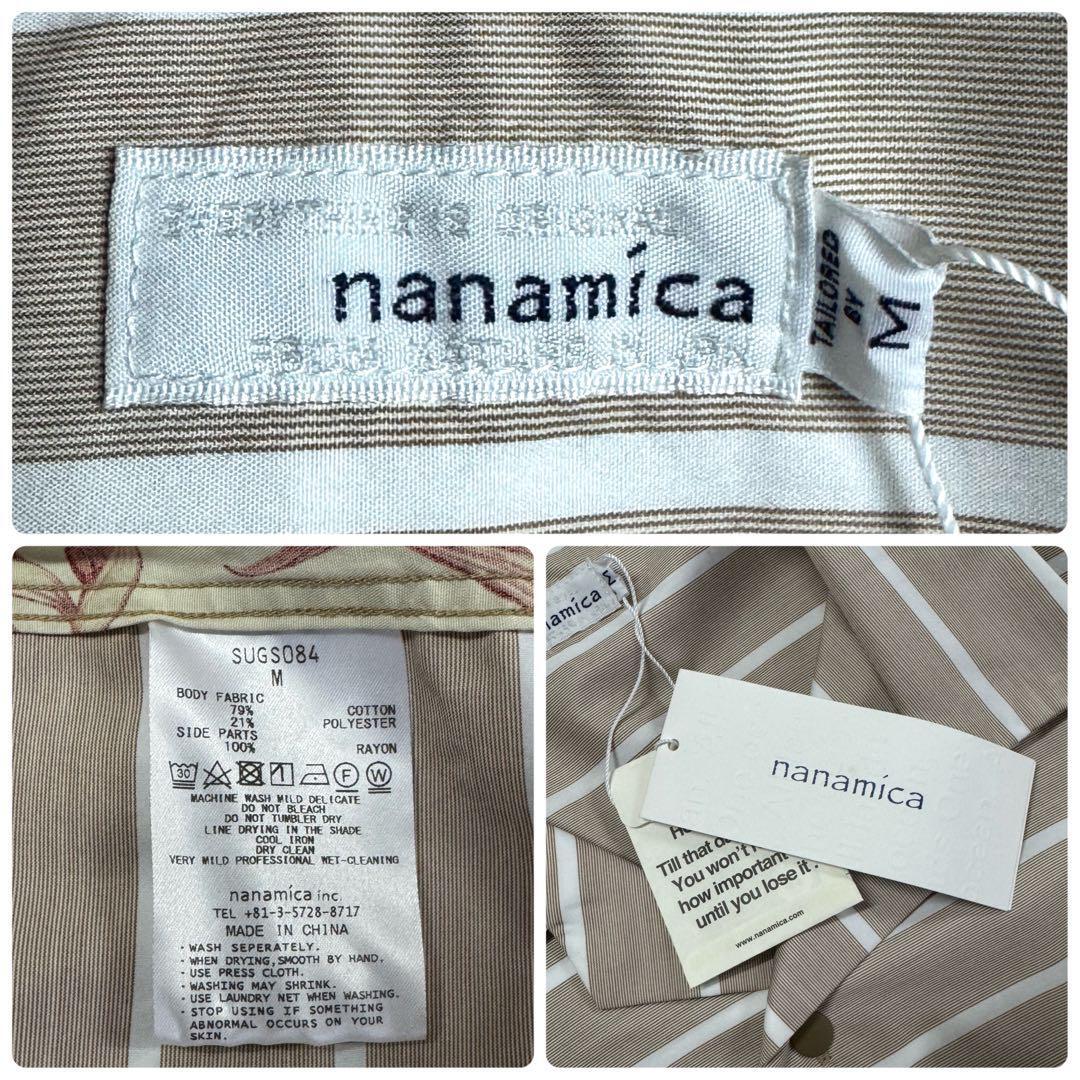 nanamica
TAILORED
BY
M
SUGS084
M
BODY FABRIC
79% COTTON
21% POLYESTER
SIDE PARTS
100% RAYON
30 F W
MACHINE WASH MILD DELICATE
DO NOT BLEACH
DO NOT TUMBLER DRY
LINE DRYING IN THE SHADE
COOL IRON
DRY CLEAN
VERY MILD PROFESSIONAL WET-CLEANING
nanamica inc.
TEL +81-3-5728-8717
MADE IN CHINA
・WASH SEPERATELY.
・WHEN DRYING,SMOOTH BY HAND.
・USE PRESS CLOTH.
・WASHING MAY SHRINK.
・USE LAUNDRY NET WHEN WASHING.
・STOP USING IF SOMETHING
ABNORMAL OCCURS ON YOUR
SKIN.
namica
M
nanamica
Till that d
You won't
how important
until you lose it .
www.nanamica.com